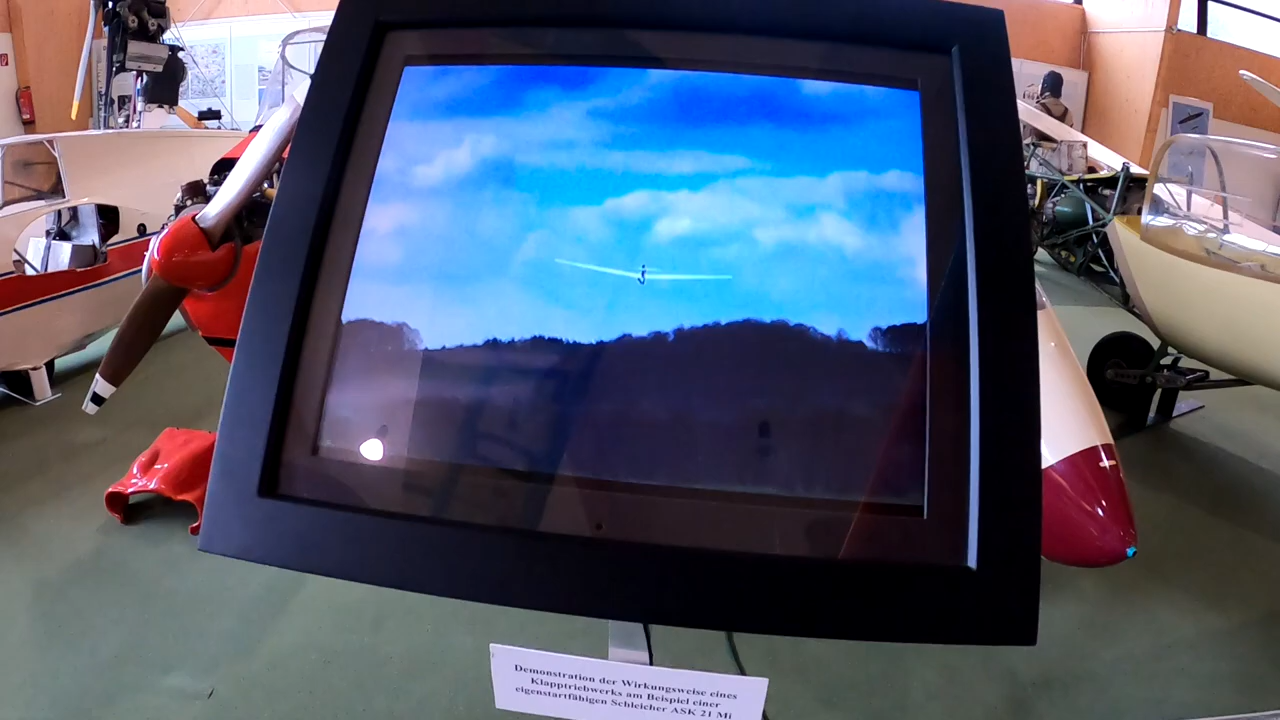 Demonstration der Wirkungsweise eines
Klapptriebwerks am Beispiel einer
eigenstartfähigen Schleicher ASK 21 Mi